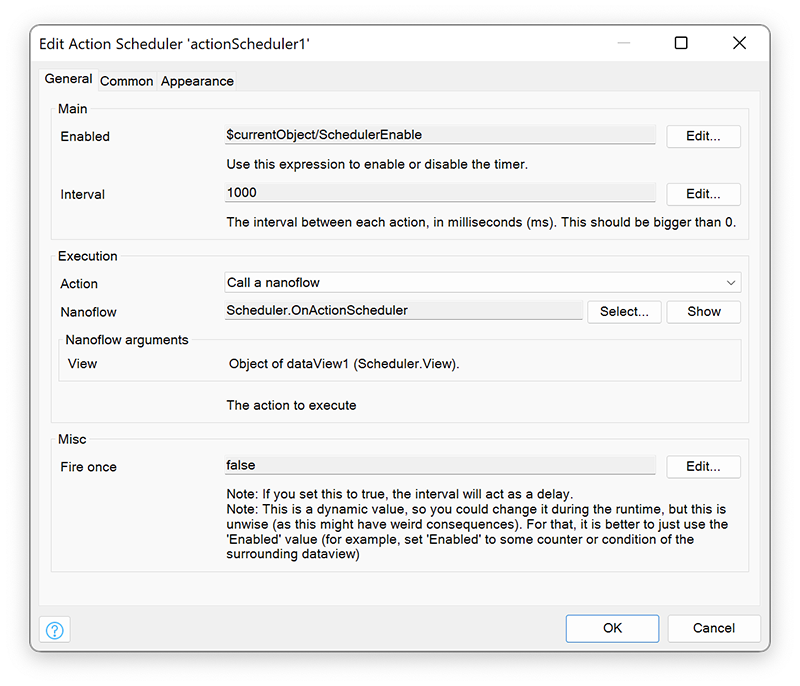 Edit Action Scheduler 'actionScheduler1'
General Common Appearance
Main
Enabled $currentObject/SchedulerEnable Edit...
Use this expression to enable or disable the timer.
Interval 1000 Edit...
The interval between each action, in milliseconds (ms). This should be bigger than 0.
Execution
Action Call a nanoflow
Nanoflow Scheduler.OnActionScheduler Select... Show
Nanoflow arguments
View Object of dataView1 (Scheduler.View).
The action to execute
Misc
Fire once false Edit...
Note: If you set this to true, the interval will act as a delay.
Note: This is a dynamic value, so you could change it during the runtime, but this is
unwise (as this might have weird consequences). For that, it is better to just use the
'Enabled' value (for example, set 'Enabled' to some counter or condition of the
surrounding dataview)
? OK Cancel